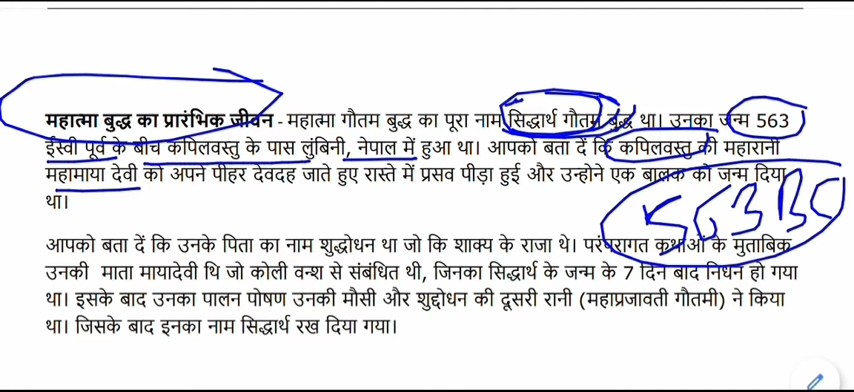 महात्मा बुद्ध का प्रारंभिक जीवन - महात्मा गौतम बुद्ध का पूरा नाम सिद्धार्थ गौतम बुद्ध था। उनका जन्म 563
ईस्वी पूर्व के बीच कपिलवस्तु के पास लुंबिनी, नेपाल में हुआ था। आपको बता दें कि कपिलवस्तु की महारानी
महामाया देवी को अपने पीहर देवदह जाते हुए रास्ते में प्रसव पीड़ा हुई और उन्होने एक बालक को जन्म दिया
था।
563 BC
आपको बता दें कि उनके पिता का नाम शुद्धोधन था जो कि शाक्य के राजा थे। परंपरागत कथाओं के मुताबिक
उनकी माता मायादेवी थि जो कोली वन्श से संबंधित थी, जिनका सिद्धार्थ के जन्म के 7 दिन बाद निधन हो गया
था। इसके बाद उनका पालन पोषण उनकी मौसी और शुद्दोधन की दूसरी रानी (महाप्रजावती गौतमी) ने किया
था। जिसके बाद इनका नाम सिद्धार्थ रख दिया गया।